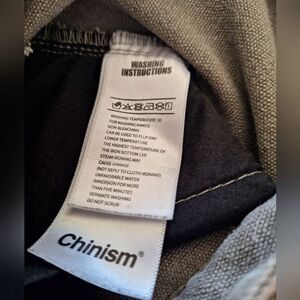 WASHING
INSTRUCTIONS
WASHING TEMPERATURE 30
FOR WASHING HANDS
NON BLEACHING
CAN BE USED TO FLIP DRY
LOWER TEMPERATURE
THE HIGHEST TEMPERATURE OF
THE IRON BOTTOM 110
STEAM IRONING MAY
CAUSE DAMAGE
(NOT REPLY TO CLOTH IRONING)
UNWASHABLE WATER
IMMERSION FOR MORE
THAN FIVE MINUTES
SEPARATE WASHING
DO NOT SCRUB
Chinism®